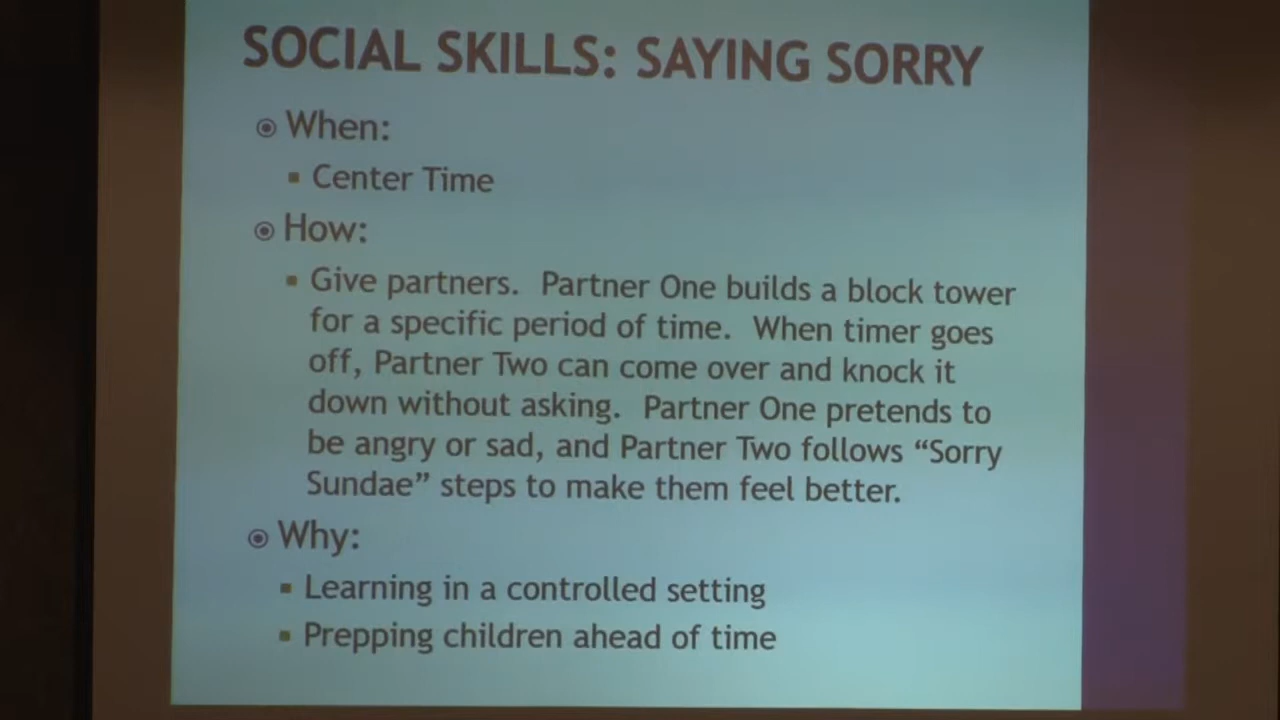 SOCIAL SKILLS: SAYING SORRY
When:
Center Time
How:
Give partners. Partner One builds a block tower
for a specific period of time. When timer goes
off, Partner Two can come over and knock it
down without asking. Partner One pretends to
be angry or sad, and Partner Two follows “Sorry
Sundae” steps to make them feel better.
Why:
Learning in a controlled setting
Prepping children ahead of time